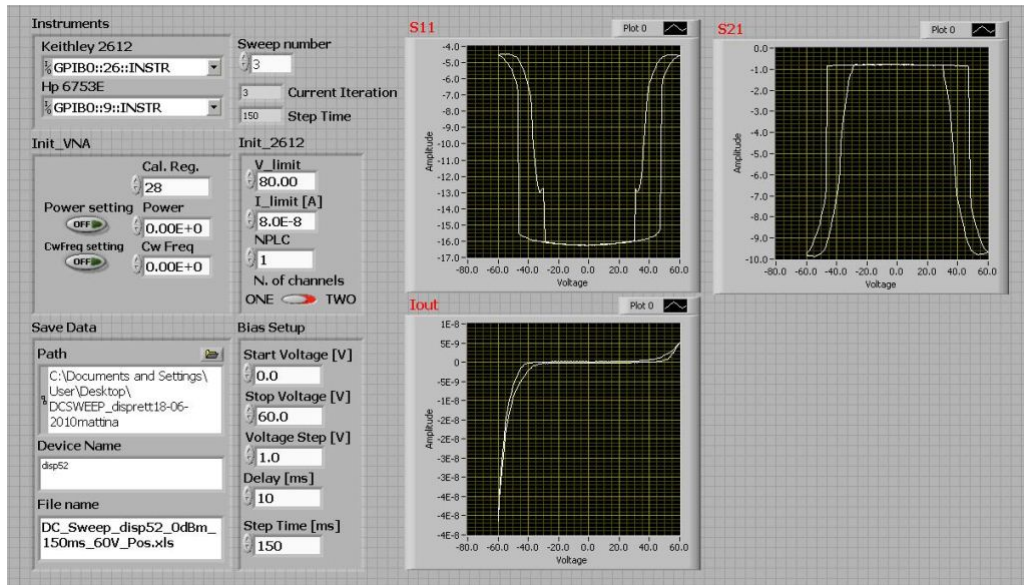 Instruments
Keithley 2612
GPIB0::26::INSTR
Hp 6753E
GPIB0::9::INSTR
Sweep number
3
3 Current Iteration
150 Step Time
Init_VNA
Cal. Reg.
28
Power setting Power
OFF 0.00E+0
CwFreq setting Cw Freq
OFF 0.00E+0
Init_2612
V_limit
80.00
I_limit [A]
8.0E-8
NPLC
1
N. of channels
ONE TWO
Save Data
Path
C:\Documents and Settings\
User\Desktop\
DCSWEEP_disprett18-06-
2010mattina
Device Name
disp52
File name
DC_Sweep_disp52_0dBm_
150ms_60V_Pos.xls
Bias Setup
Start Voltage [V]
0.0
Stop Voltage [V]
60.0
Voltage Step [V]
1.0
Delay [ms]
10
Step Time [ms]
150
S11
Plot 0
Amplitude
-4.0
-5.0
-6.0
-7.0
-8.0
-9.0
-10.0
-11.0
-12.0
-13.0
-14.0
-15.0
-16.0
-17.0
-80.0 -60.0 -40.0 -20.0 0.0 20.0 40.0 60.0
Voltage
S21
Plot 0
Amplitude
0.0
-1.0
-2.0
-3.0
-4.0
-5.0
-6.0
-7.0
-8.0
-9.0
-10.0
-80.0 -60.0 -40.0 -20.0 0.0 20.0 40.0 60.0
Voltage
Iout
Plot 0
Amplitude
1E-8
5E-9
0
-5E-9
-1E-8
-2E-8
-2E-8
-3E-8
-3E-8
-4E-8
-4E-8
-4E-8
-80.0 -60.0 -40.0 -20.0 0.0 20.0 40.0 60.0
Voltage